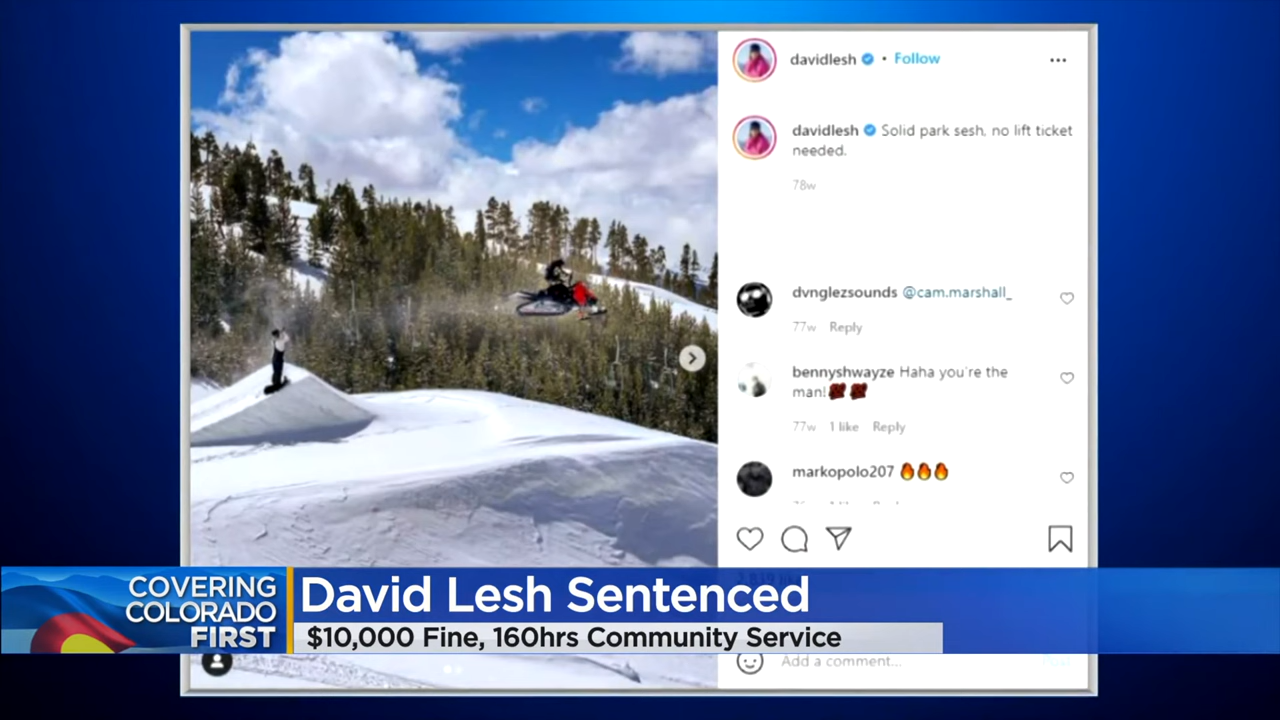 davidlesh • Follow
davidlesh Solid park sesh, no lift ticket
needed.
78w
dvnglezsounds @cam.marshall_
77w Reply
bennyshwayze Haha you're the
man!💯 💯
77w 1 like Reply
markopolo207 🔥🔥🔥
COVERING
COLORADO
FIRST
David Lesh Sentenced
$10,000 Fine, 160hrs Community Service
Add a comment...
Post